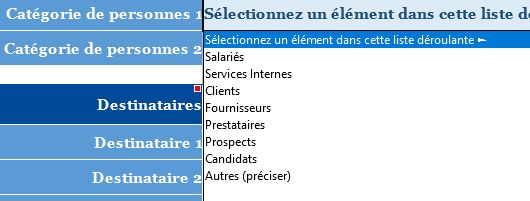 Catégorie de personnes 1
Sélectionnez un élément dans cette liste
Catégorie de personnes 2
Sélectionnez un élément dans cette liste déroulante ►
Salariés
Services Internes
Clients
Destinataires
Fournisseurs
Prestataires
Destinataire 1
Prospects
Candidats
Destinataire 2
Autres (préciser)